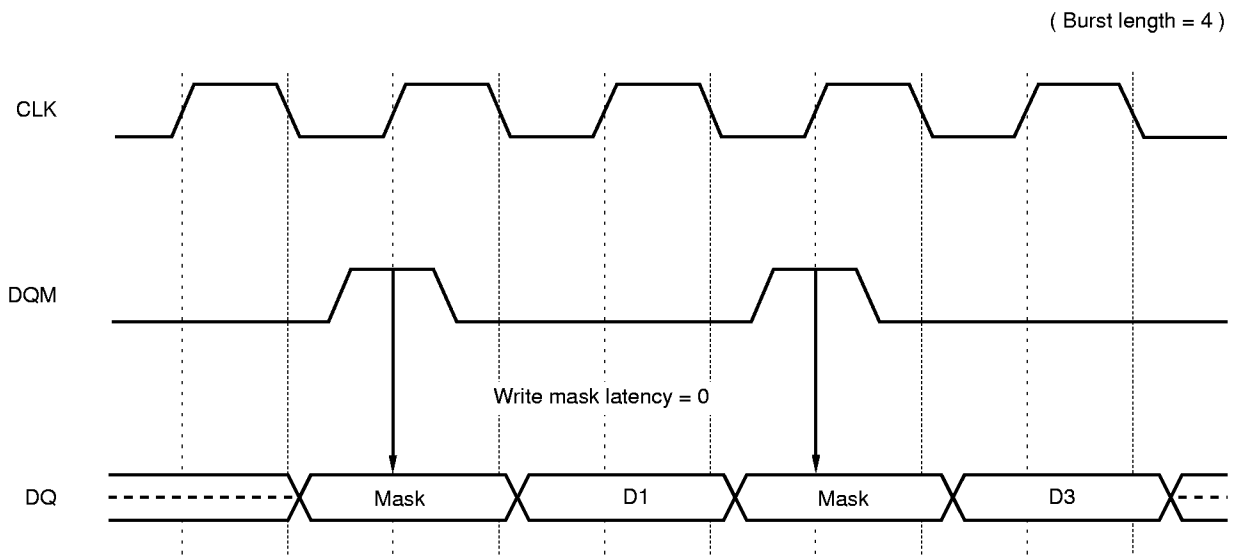 ( Burst length = 4 )
CLK
DQM
Write mask latency = 0
DQ
Mask
D1
Mask
D3